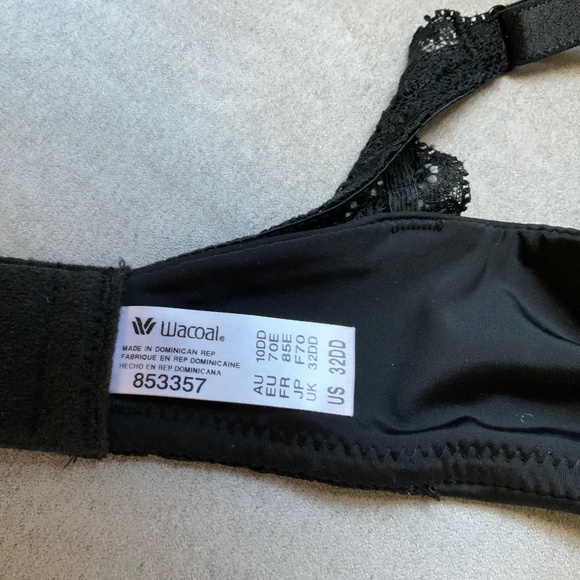 Wacoal®
MADE IN DOMINICAN REP
FABRIQUE EN REP DOMINICAINE
HECHO EN REP DOMINICANA
853357
AU 10DD
EU 70E
FR 85E
JP F70
UK 32DD
US 32DD